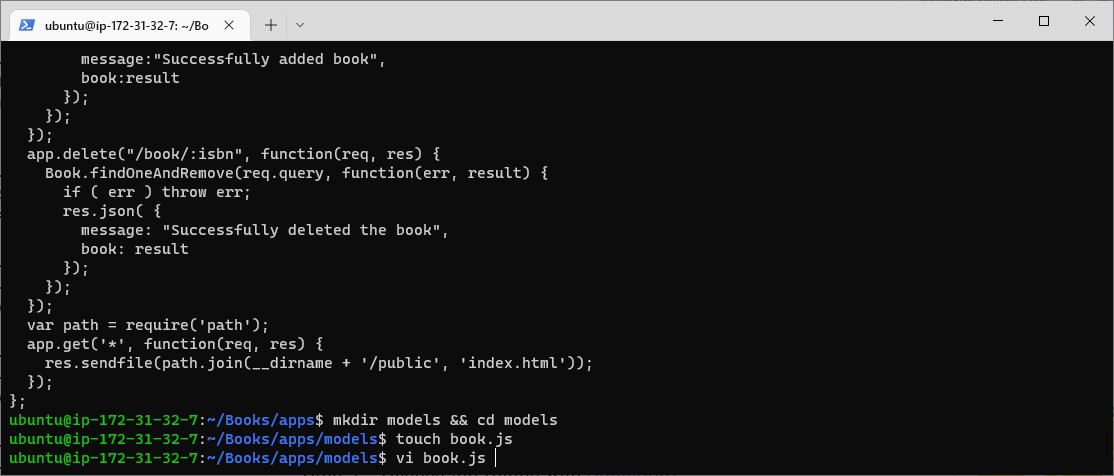 ubuntu@ip-172-31-32-7: ~/Bo
        message:"Successfully added book",
        book:result
      });
    });
  });
  app.delete("/book/:isbn", function(req, res) {
    Book.findOneAndRemove(req.query, function(err, result) {
      if ( err ) throw err;
      res.json( {
        message: "Successfully deleted the book",
        book: result
      });
    });
  });
  var path = require('path');
  app.get('*', function(req, res) {
    res.sendfile(path.join(__dirname + '/public', 'index.html'));
  });
};
ubuntu@ip-172-31-32-7:~/Books/apps$ mkdir models && cd models
ubuntu@ip-172-31-32-7:~/Books/apps/models$ touch book.js
ubuntu@ip-172-31-32-7:~/Books/apps/models$ vi book.js